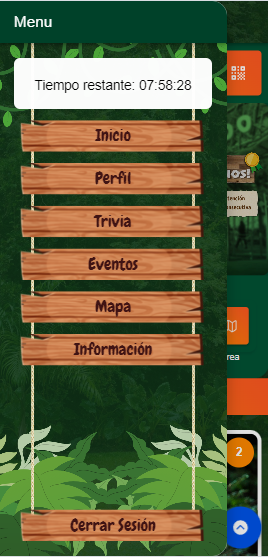 Menu
Tiempo restante: 07:58:28
Inicio
Perfil
Trivia
Eventos
Mapa
Información
Cerrar Sesión
2